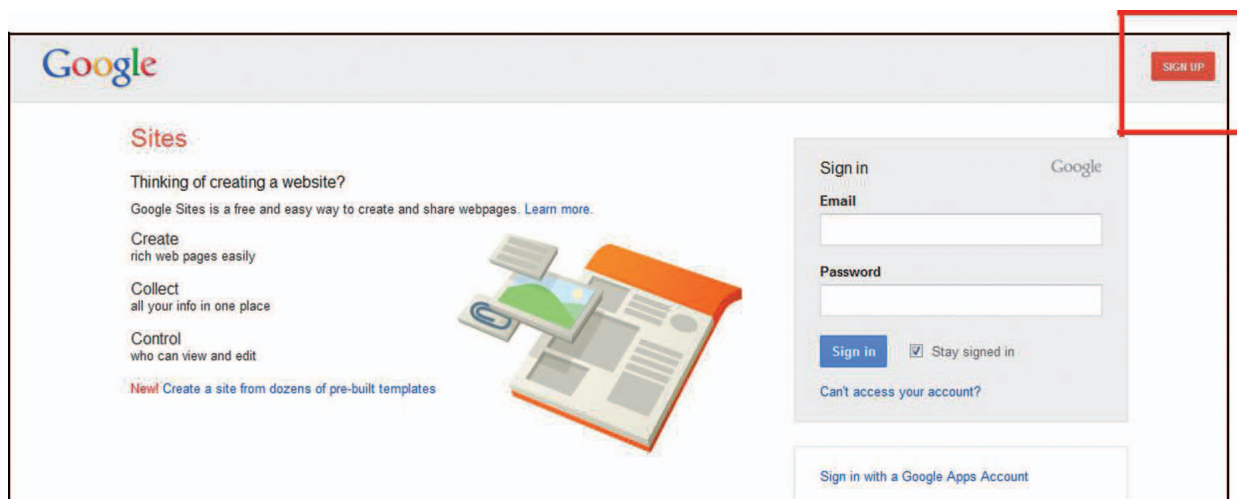 Google
SIGN UP
Sites
Thinking of creating a website?
Google Sites is a free and easy way to create and share webpages. Learn more.
Create
rich web pages easily
Collect
all your info in one place
Control
who can view and edit
New! Create a site from dozens of pre-built templates
Sign in Google
Email
Password
Sign in Stay signed in
Can't access your account?
Sign in with a Google Apps Account